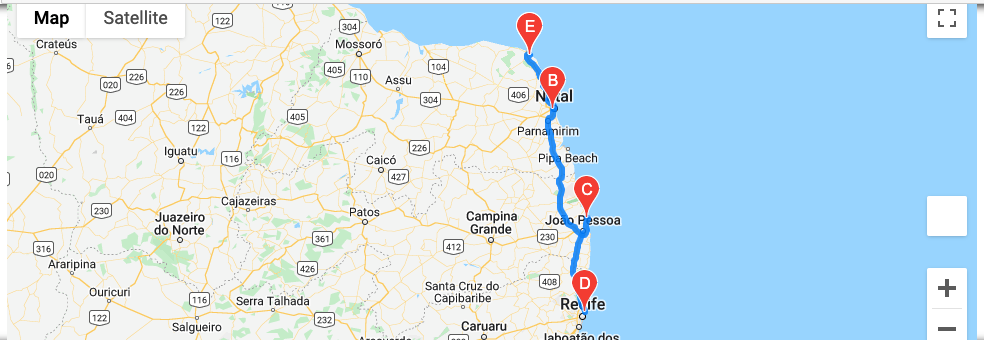 Map
Satellite
E
304
Crateús
Mossoró
405
110
104
226
020
226
Assu
304
406
B
Natal
Tauá
404
122
405
Parnamirim
Iguatu
116
226
Pipa Beach
Caicó
427
020
C
230
Cajazeiras
Patos
Campina
Grande
João Pessoa
Juazeiro
do Norte
361
230
316
412
426
Araripina
408
D
Ouricuri
116
Serra Talhada
Santa Cruz do
Capibaribe
Recife
122
Salgueiro
232
Caruaru
Jaboatão dos